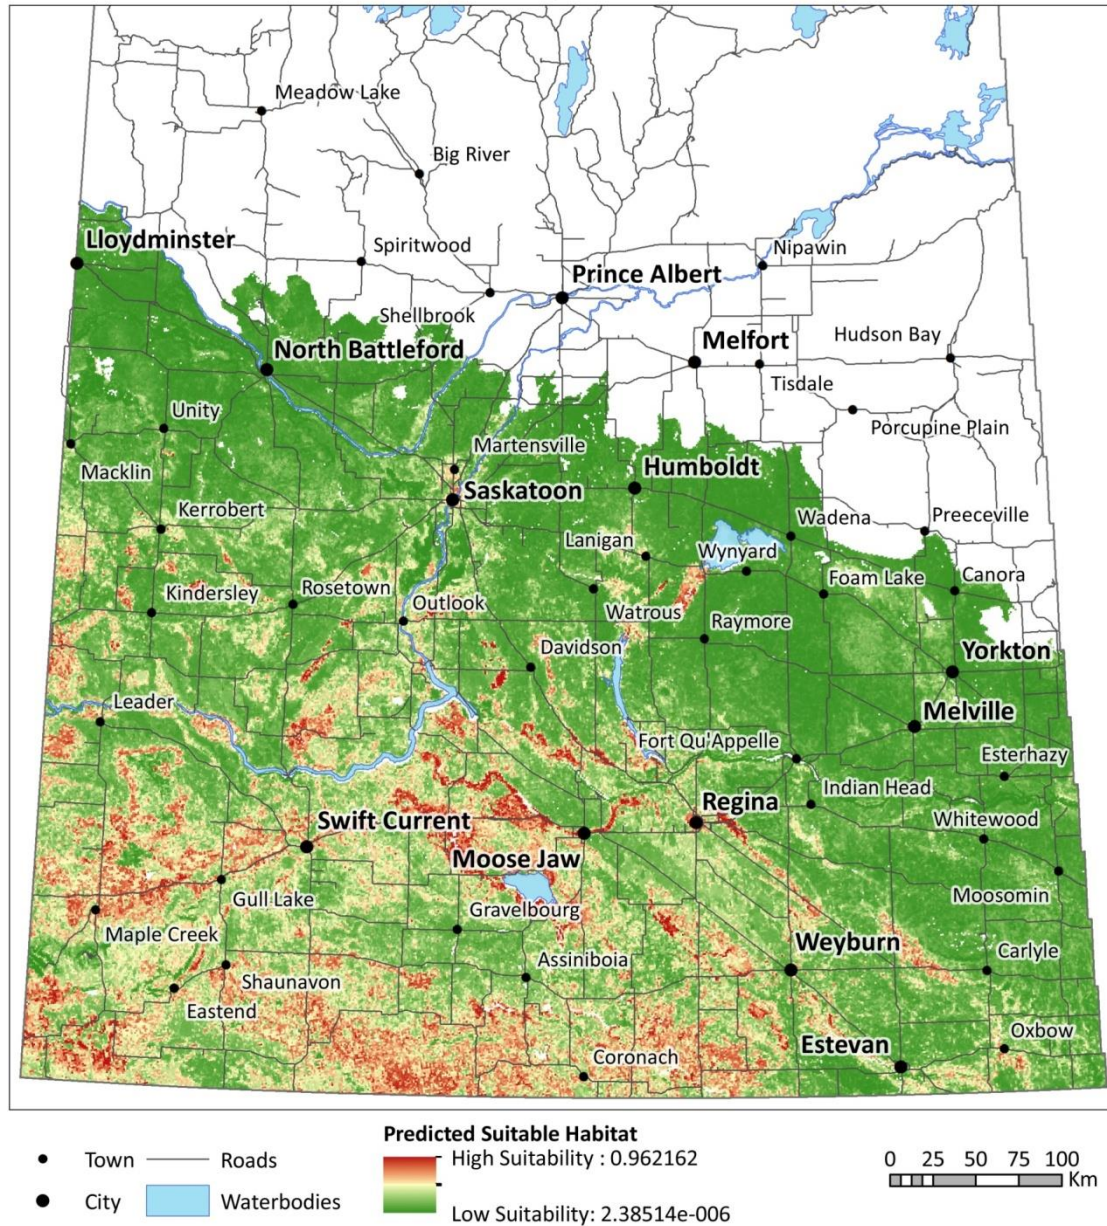 Meadow Lake
Big River
Lloydminster
Spiritwood
Nipawin
Prince Albert
Shellbrook
North Battleford
Melfort
Hudson Bay
Tisdale
Unity
Porcupine Plain
Macklin
Martensville
Humboldt
Saskatoon
Kerrobert
Wadena
Preeceville
Lanigan
Wynyard
Kindersley
Rosetown
Foam Lake
Canora
Outlook
Watrous
Raymore
Davidson
Yorkton
Leader
Melville
Fort Qu'Appelle
Esterhazy
Indian Head
Regina
Swift Current
Whitewood
Moose Jaw
Gull Lake
Moosomin
Gravelbourg
Maple Creek
Weyburn
Assiniboia
Carlyle
Shaunavon
Eastend
Oxbow
Estevan
Coronach
Predicted Suitable Habitat
Town
Roads
High Suitability : 0.962162
0 25 50 75 100
Km
City
Waterbodies
Low Suitability: 2.38514e-006